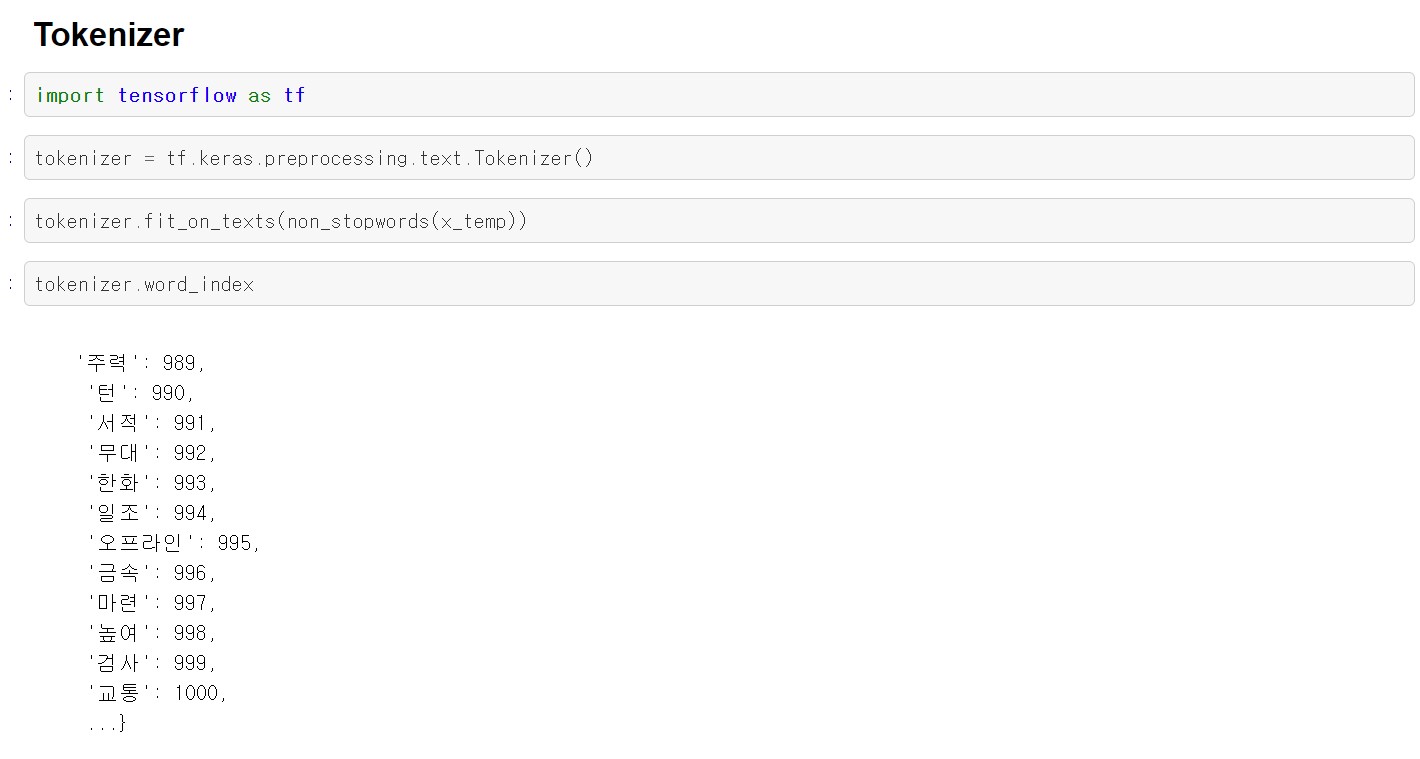 Tokenizer
: import tensorflow as tf
: tokenizer = tf.keras.preprocessing.text.Tokenizer()
: tokenizer.fit_on_texts(non_stopwords(x_temp))
: tokenizer.word_index
'주력': 989,
'턴': 990,
'서적': 991,
'무대': 992,
'한화': 993,
'일조': 994,
'오프라인': 995,
'금속': 996,
'마련': 997,
'높여': 998,
'검사': 999,
'교통': 1000,
...}